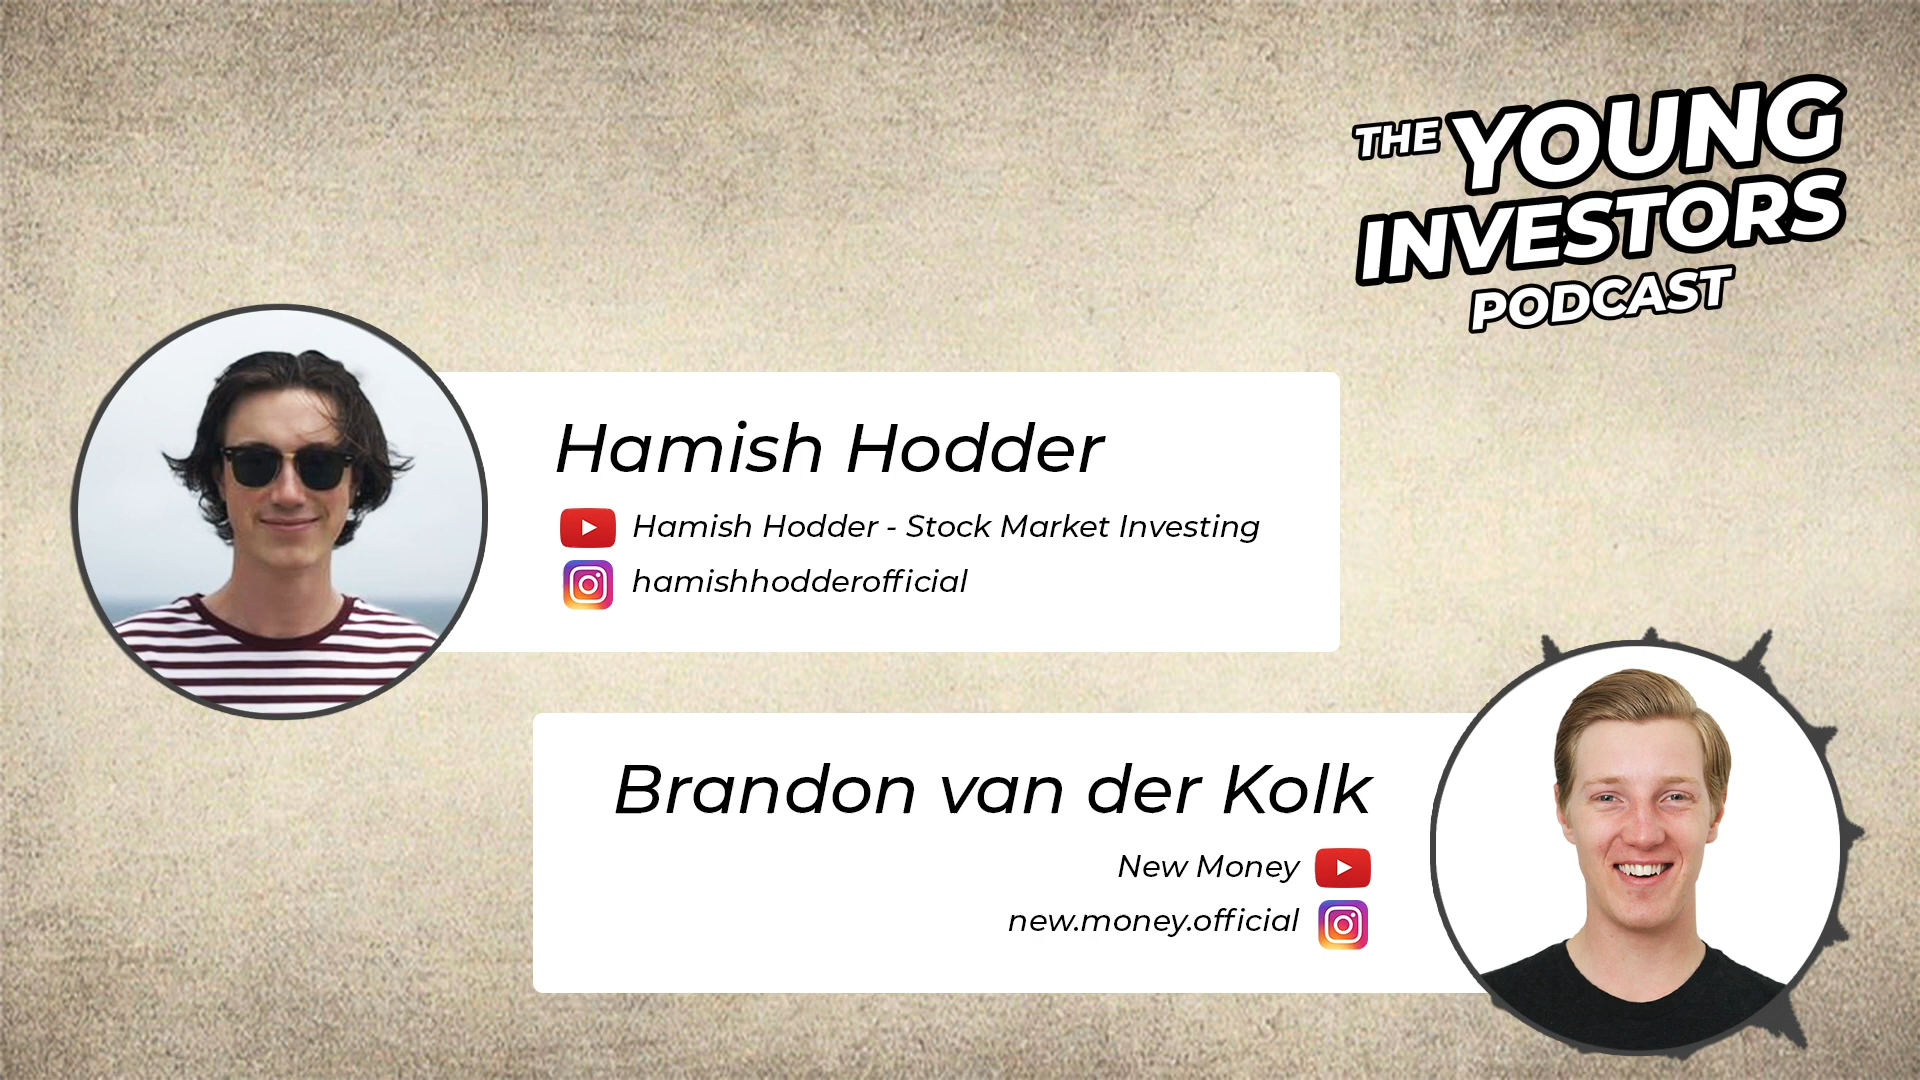 THE YOUNG
INVESTORS
PODCAST
Hamish Hodder
Hamish Hodder - Stock Market Investing
hamishhodderofficial
Brandon van der Kolk
New Money
new.money.official